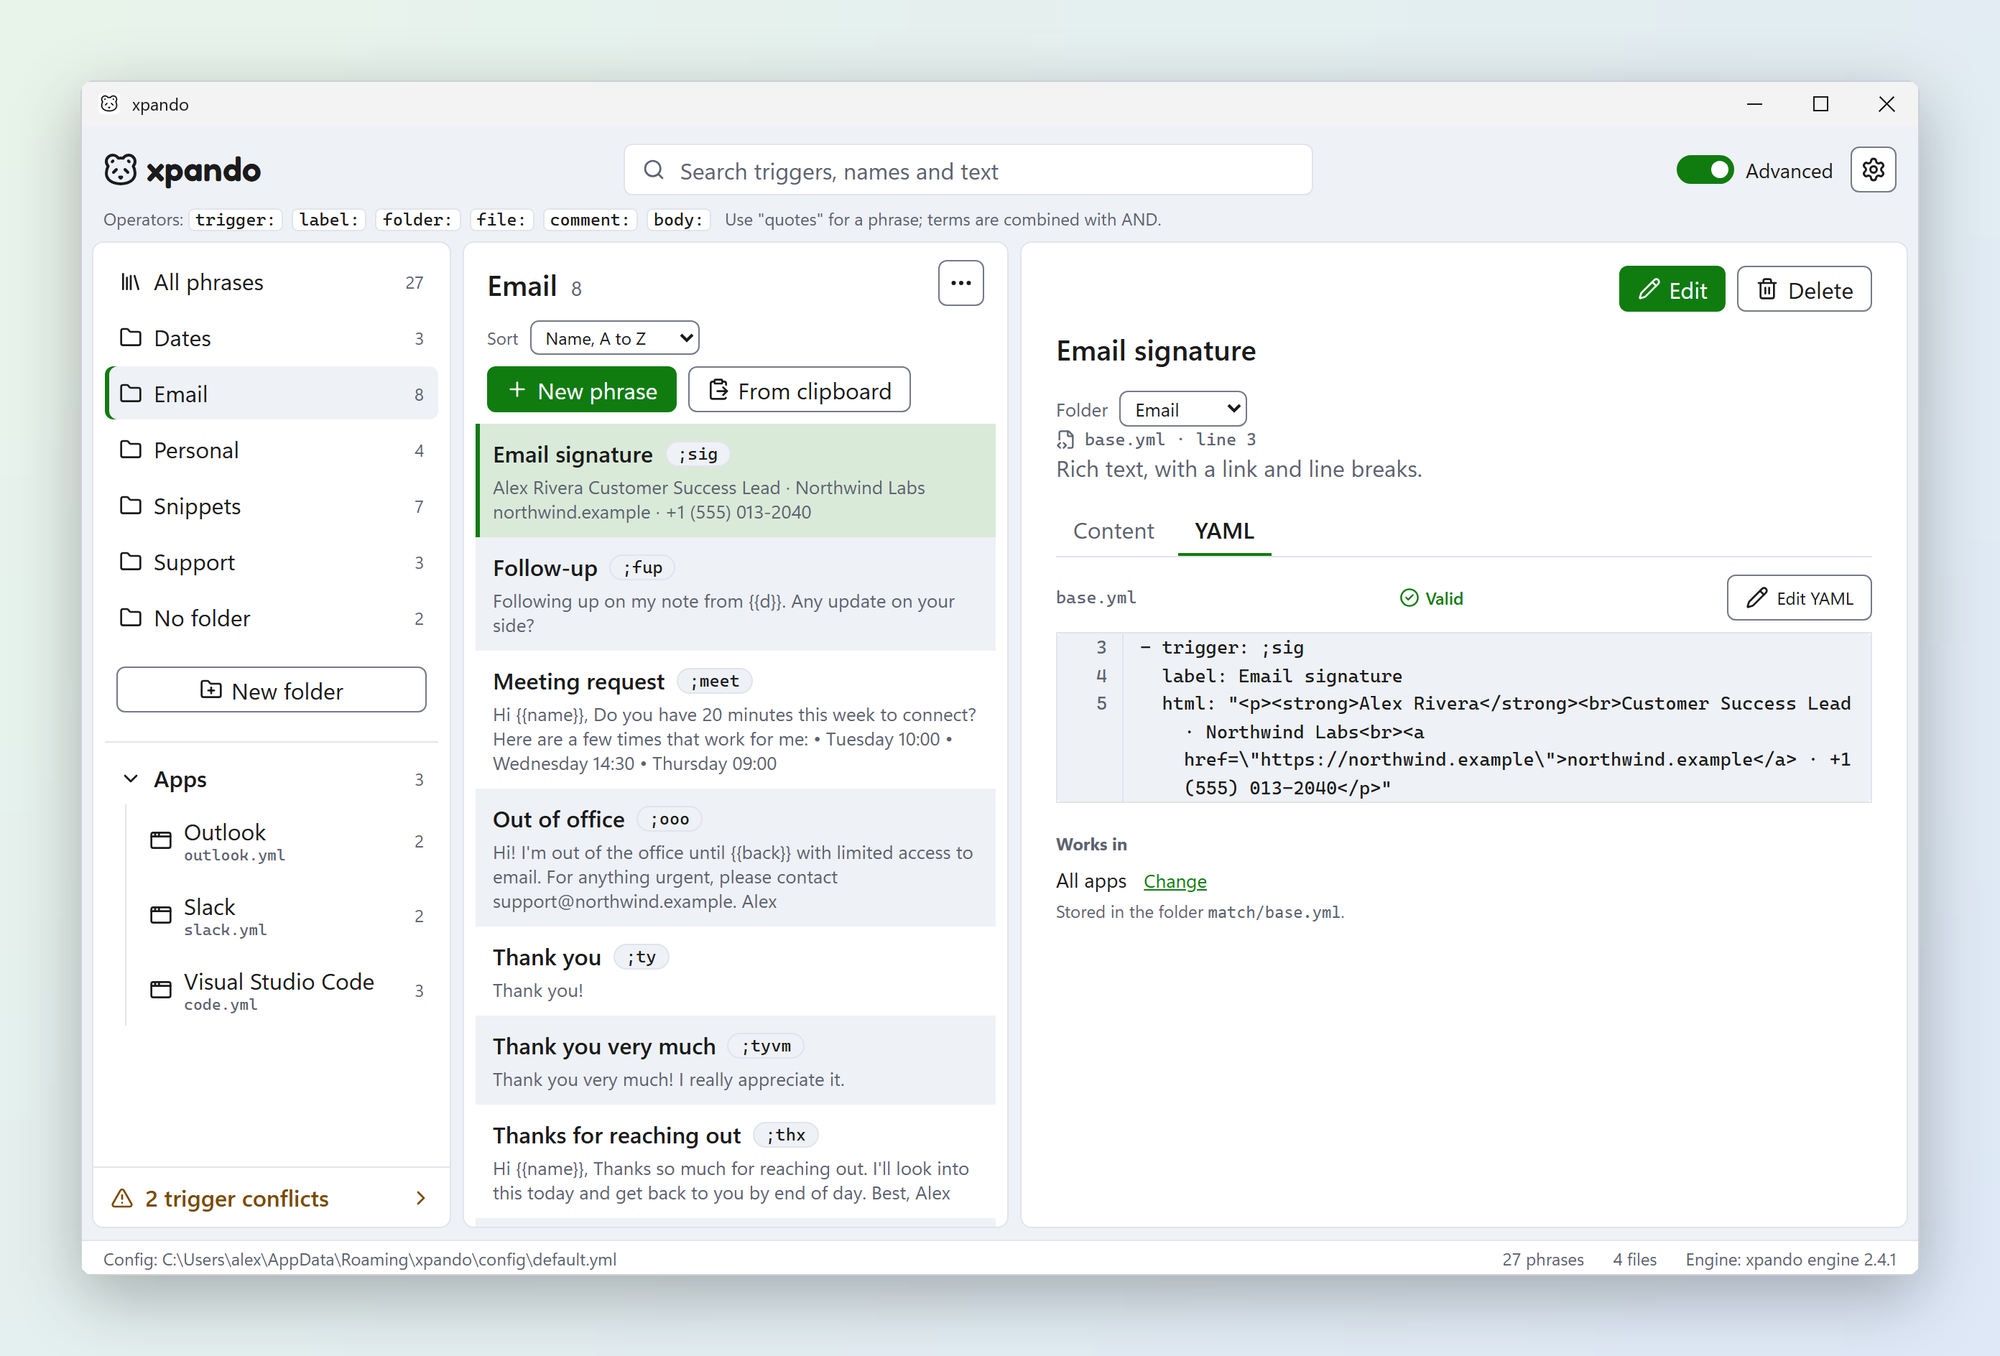 xpando
xpando
Search triggers, names and text
Advanced
Operators: trigger: label: folder: file: comment: body: Use "quotes" for a phrase; terms are combined with AND.
All phrases 27
Dates 3
Email 8
Personal 4
Snippets 7
Support 3
No folder 2
New folder
Apps 3
Outlook 2
outlook.yml
Slack 2
slack.yml
Visual Studio Code 3
code.yml
2 trigger conflicts
Email 8
Sort Name, A to Z
New phrase From clipboard
Email signature ;sig
Alex Rivera Customer Success Lead · Northwind Labs
northwind.example · +1 (555) 013-2040
Follow-up ;fup
Following up on my note from {{d}}. Any update on your
side?
Meeting request ;meet
Hi {{name}}, Do you have 20 minutes this week to connect?
Here are a few times that work for me: • Tuesday 10:00 •
Wednesday 14:30 • Thursday 09:00
Out of office ;ooo
Hi! I'm out of the office until {{back}} with limited access to
email. For anything urgent, please contact
support@northwind.example. Alex
Thank you ;ty
Thank you!
Thank you very much ;tyvm
Thank you very much! I really appreciate it.
Thanks for reaching out ;thx
Hi {{name}}, Thanks so much for reaching out. I'll look into
this today and get back to you by end of day. Best, Alex
Edit Delete
Email signature
Folder Email
base.yml · line 3
Rich text, with a link and line breaks.
Content YAML
base.yml Valid Edit YAML
3 - trigger: ;sig
4 label: Email signature
5 html: "<p><strong>Alex Rivera</strong><br>Customer Success Lead
· Northwind Labs<br><a
href=\"https://northwind.example\">northwind.example</a> · +1
(555) 013-2040</p>"
Works in
All apps Change
Stored in the folder match/base.yml.
Config: C:\Users\alex\AppData\Roaming\xpando\config\default.yml
27 phrases 4 files Engine: xpando engine 2.4.1